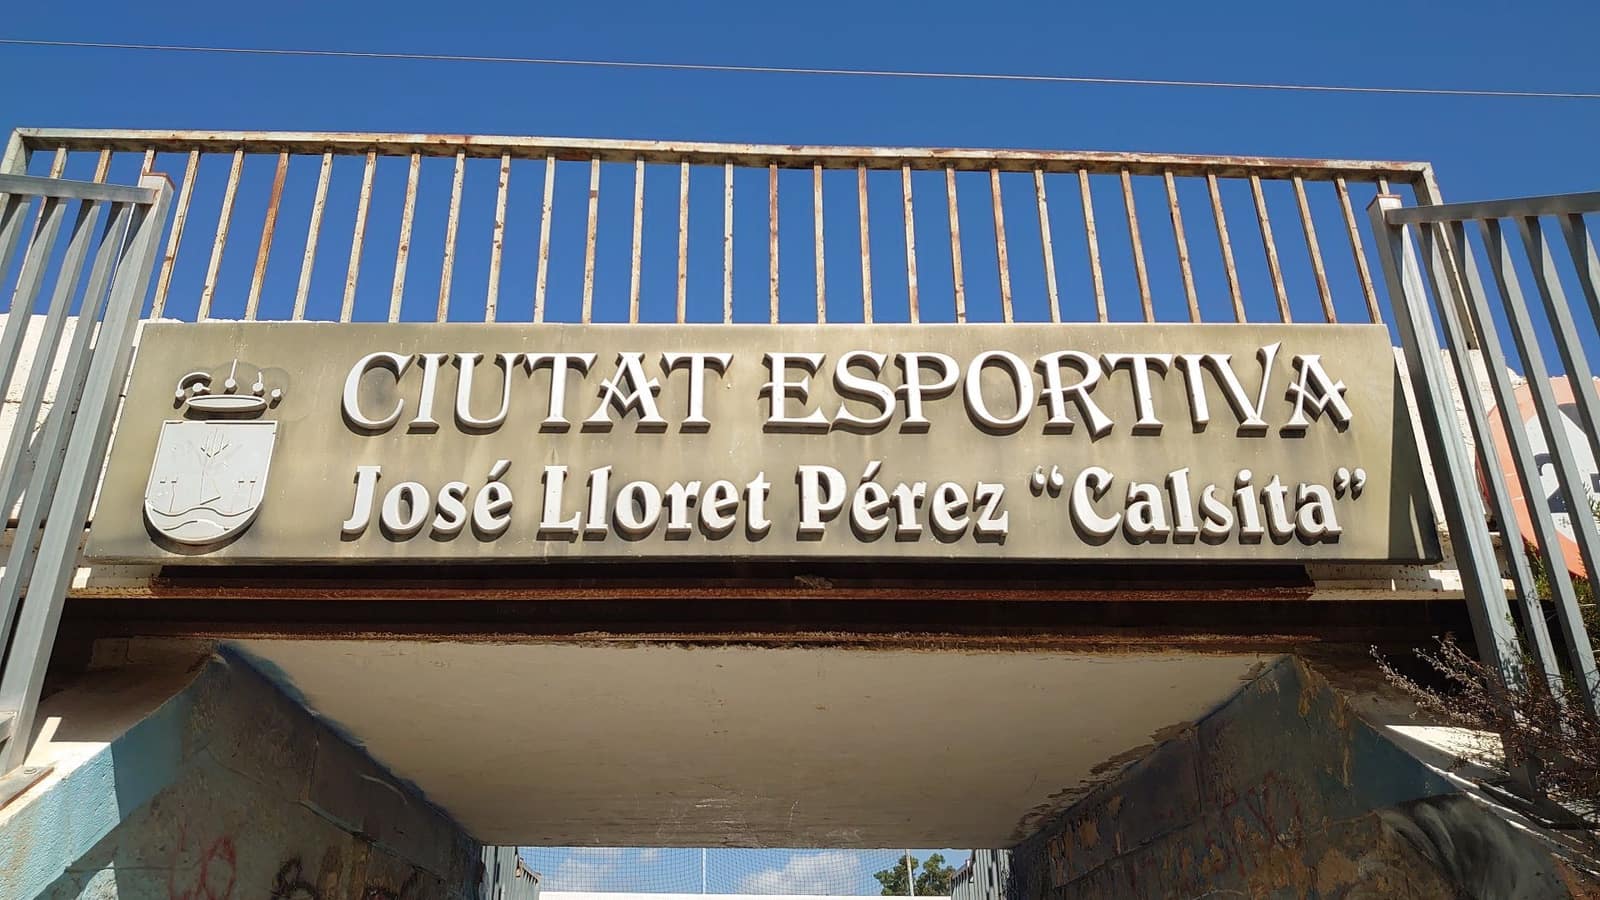 CIUTAT ESPORTIVA
José Lloret Pérez “Calsita”